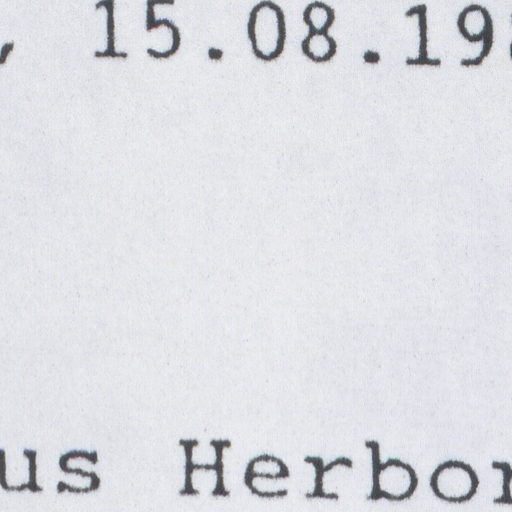 , 15.08.19
us Herbor